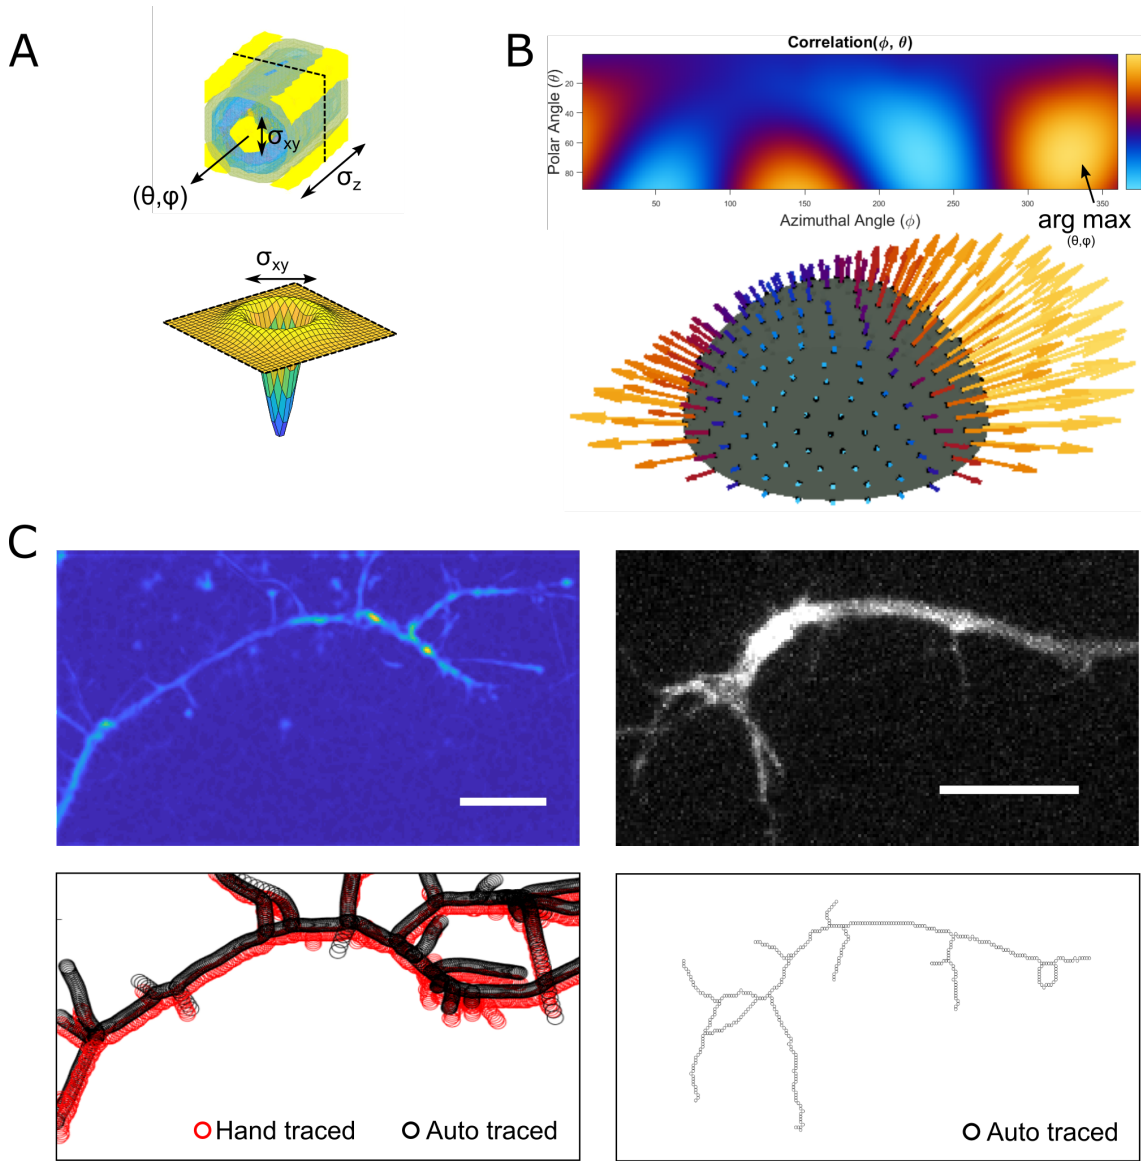 A
σxy
σz
(θ,φ)
σxy
B
Correlation(ϕ, θ)
Polar Angle (θ)
20
40
60
80
50
100
150
200
250
300
350
Azimuthal Angle (ϕ)
arg max
(θ,φ)
C
Hand traced
Auto traced
Auto traced